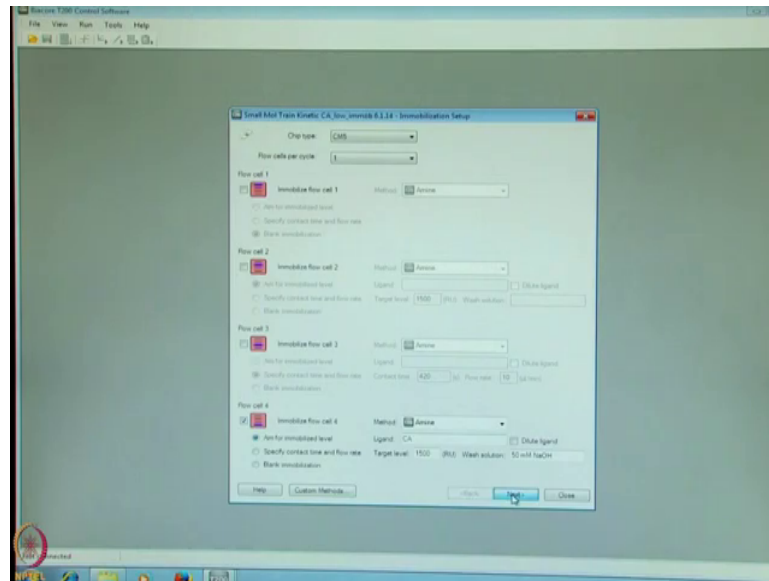 Biacore T200 Control Software
File View Run Tools Help
Small Mol Train Kinetic CA_low_immob 6.1.14 - Immobilization Setup
Chip type: CM5
Flow cells per cycle: 1
Flow cell 1
Immobilize flow cell 1 Method: Amine
Aim for immobilized level
Specify contact time and flow rate
Blank immobilization
Flow cell 2
Immobilize flow cell 2 Method: Amine
Aim for immobilized level Ligand: Dilute ligand
Specify contact time and flow rate Target level: 1500 (RU) Wash solution:
Blank immobilization
Flow cell 3
Immobilize flow cell 3 Method: Amine
Aim for immobilized level Ligand: Dilute ligand
Specify contact time and flow rate Contact time: 420 (s) Flow rate: 10
Blank immobilization
Flow cell 4
Immobilize flow cell 4 Method: Amine
Aim for immobilized level Ligand: CA Dilute ligand
Specify contact time and flow rate Target level: 1500 (RU) Wash solution: 50 mM NaOH
Blank immobilization
Help Custom Methods... Next > Close
connected
NPTEL